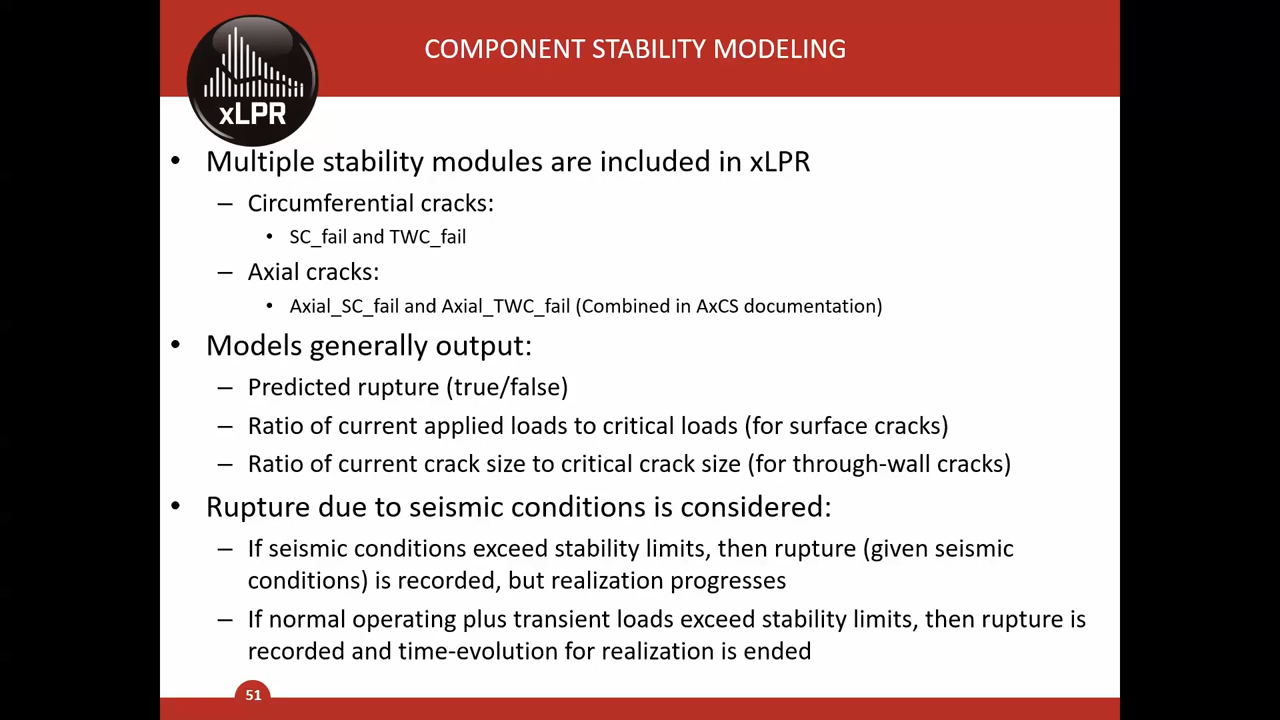 COMPONENT STABILITY MODELING
xLPR
• Multiple stability modules are included in xLPR
– Circumferential cracks:
• SC_fail and TWC_fail
– Axial cracks:
• Axial_SC_fail and Axial_TWC_fail (Combined in AxCS documentation)
• Models generally output:
– Predicted rupture (true/false)
– Ratio of current applied loads to critical loads (for surface cracks)
– Ratio of current crack size to critical crack size (for through-wall cracks)
• Rupture due to seismic conditions is considered:
– If seismic conditions exceed stability limits, then rupture (given seismic
conditions) is recorded, but realization progresses
– If normal operating plus transient loads exceed stability limits, then rupture is
recorded and time-evolution for realization is ended
51